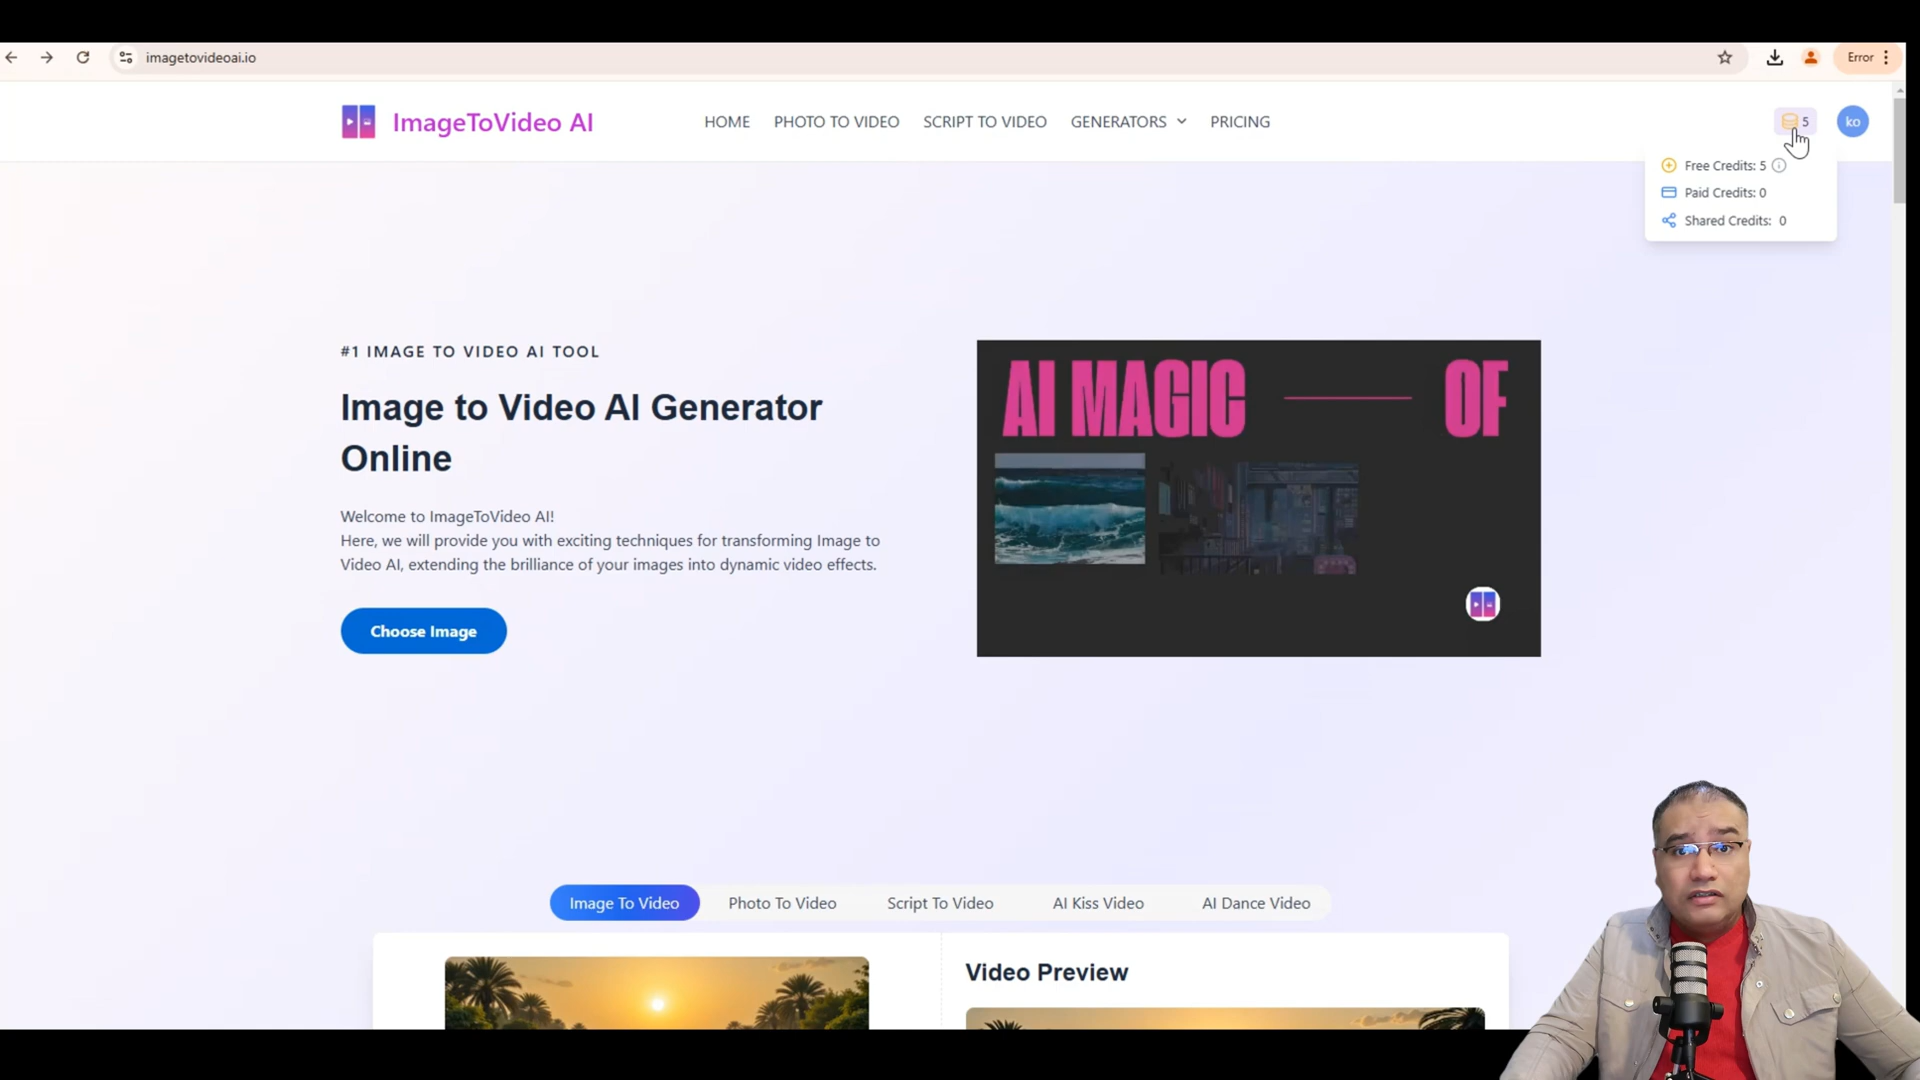 imagetovideoai.io
Error
ImageToVideo AI
HOME
PHOTO TO VIDEO
SCRIPT TO VIDEO
GENERATORS
PRICING
5
ko
Free Credits: 5
Paid Credits: 0
Shared Credits: 0
#1 IMAGE TO VIDEO AI TOOL
Image to Video AI Generator
Online
Welcome to ImageToVideo AI!
Here, we will provide you with exciting techniques for transforming Image to
Video AI, extending the brilliance of your images into dynamic video effects.
Choose Image
AI MAGIC
OF
Image To Video
Photo To Video
Script To Video
AI Kiss Video
AI Dance Video
Video Preview